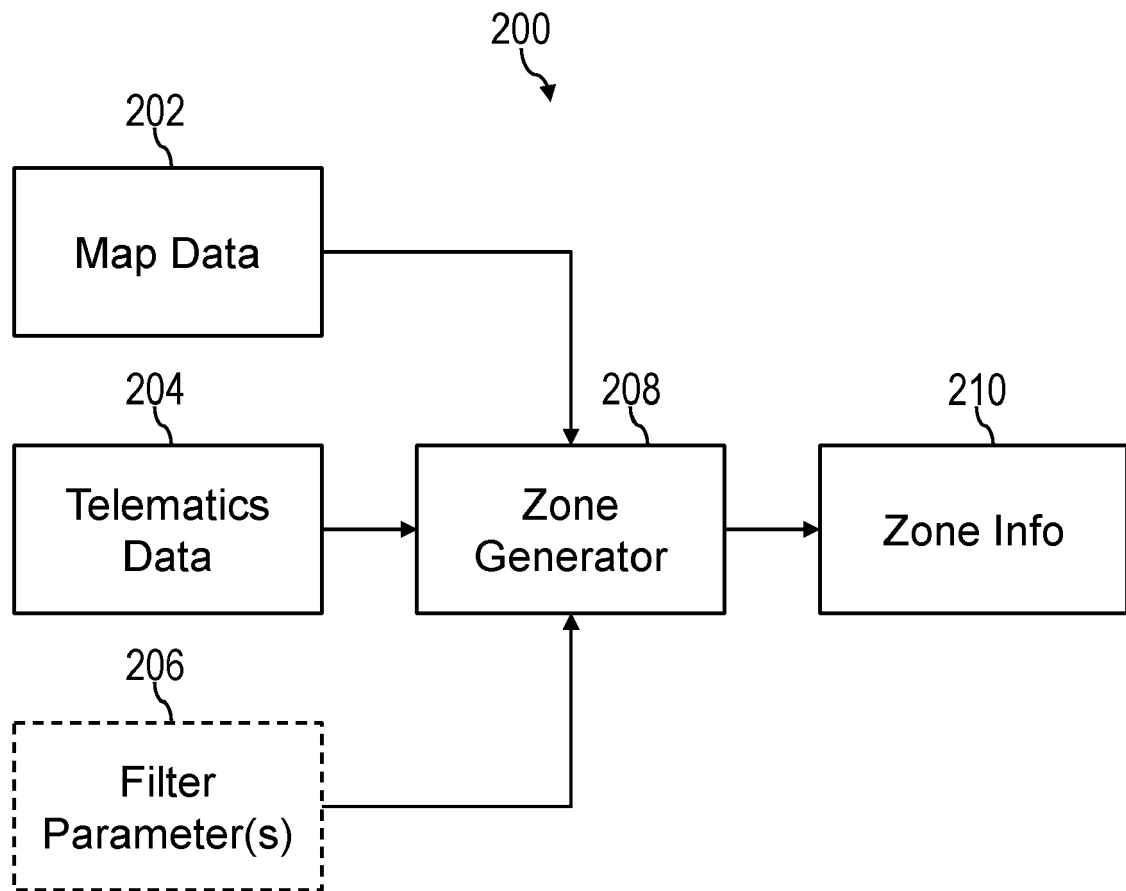 200
202
Map Data
204
Telematics
Data
208
Zone
Generator
210
Zone Info
206
Filter
Parameter(s)